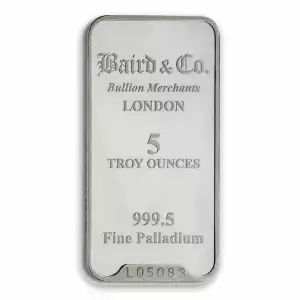 Baird & Co.
Bullion Merchants
LONDON
5
TROY OUNCES
999.5
Fine Palladium
L05083